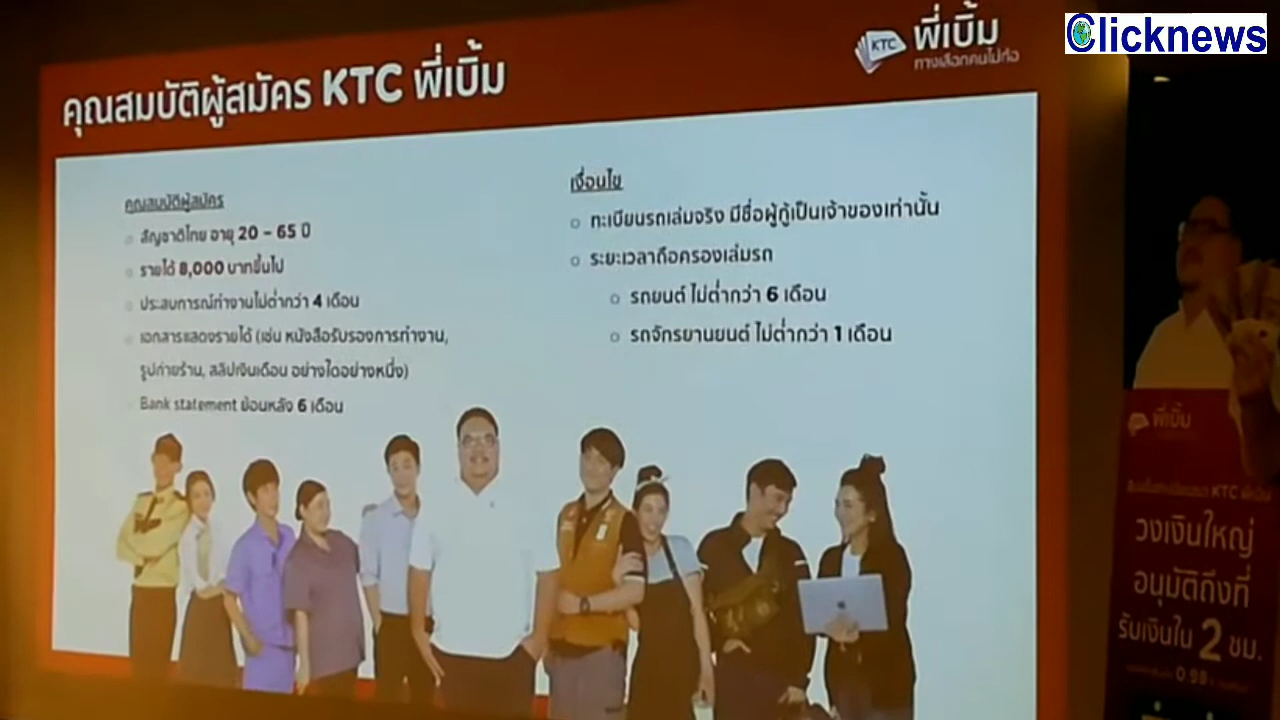 Clicknews
KTC พี่เบิ้ม
ทางเลือกคนไม่ท้อ
คุณสมบัติผู้สมัคร KTC พี่เบิ้ม
คุณสมบัติผู้สมัคร
สัญชาติไทย อายุ 20 – 65 ปี
รายได้ 8,000 บาทขึ้นไป
ประสบการณ์ทำงานไม่ต่ำกว่า 4 เดือน
เอกสารแสดงรายได้ (เช่น หนังสือรับรองการทำงาน,
รูปถ่ายร้าน, สลิปเงินเดือน อย่างใดอย่างหนึ่ง)
Bank statement ย้อนหลัง 6 เดือน
เงื่อนไข
ทะเบียนรถเล่มจริง มีชื่อผู้กู้เป็นเจ้าของเท่านั้น
ระยะเวลาถือครองเล่มรถ
รถยนต์ ไม่ต่ำกว่า 6 เดือน
รถจักรยานยนต์ ไม่ต่ำกว่า 1 เดือน
พี่เบิ้ม
วงเงินใหญ่
อนุมัติถึงที่
รับเงินใน 2 ชม.
0.98